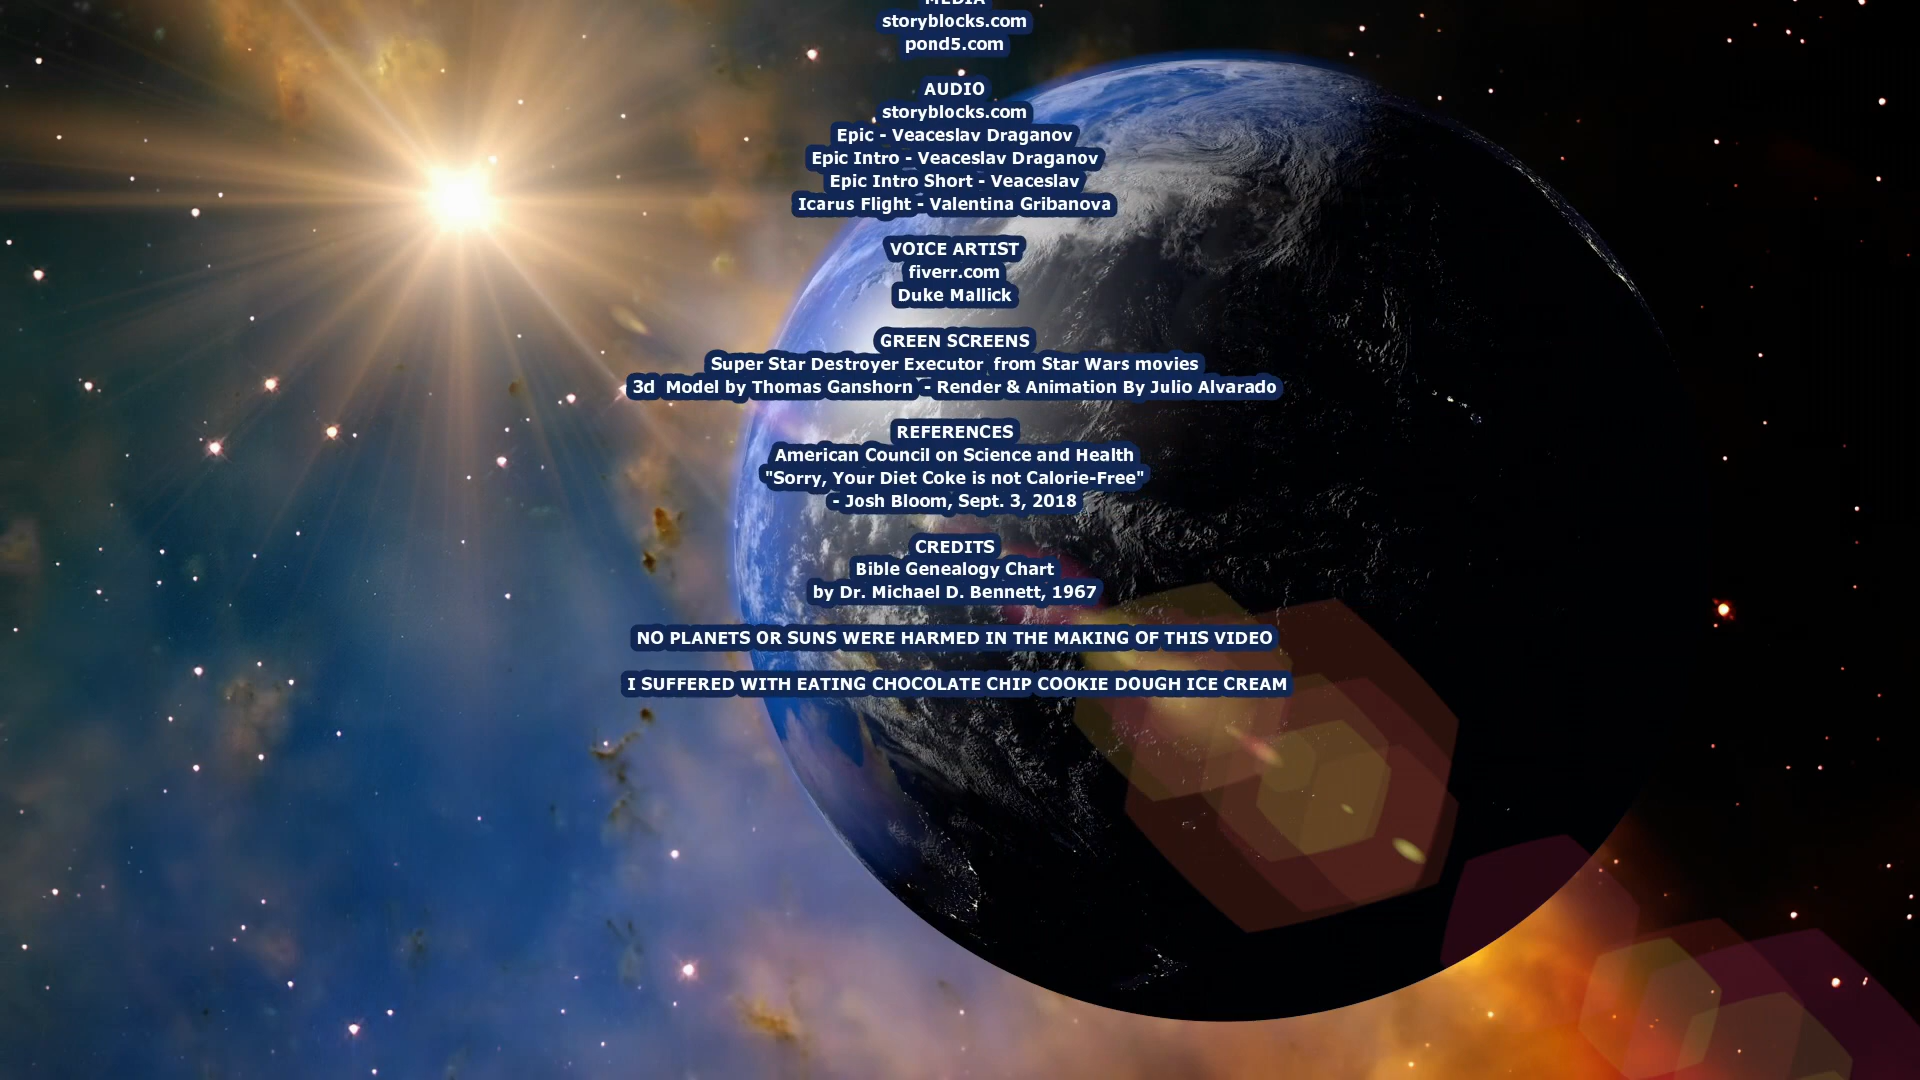 MEDIA
storyblocks.com
pond5.com
AUDIO
storyblocks.com
Epic - Veaceslav Draganov
Epic Intro - Veaceslav Draganov
Epic Intro Short - Veaceslav
Icarus Flight - Valentina Gribanova
VOICE ARTIST
fiverr.com
Duke Mallick
GREEN SCREENS
Super Star Destroyer Executor  from Star Wars movies
3d  Model by Thomas Ganshorn  - Render & Animation By Julio Alvarado
REFERENCES
American Council on Science and Health
"Sorry, Your Diet Coke is not Calorie-Free"
- Josh Bloom, Sept. 3, 2018
CREDITS
Bible Genealogy Chart
by Dr. Michael D. Bennett, 1967
NO PLANETS OR SUNS WERE HARMED IN THE MAKING OF THIS VIDEO
I SUFFERED WITH EATING CHOCOLATE CHIP COOKIE DOUGH ICE CREAM